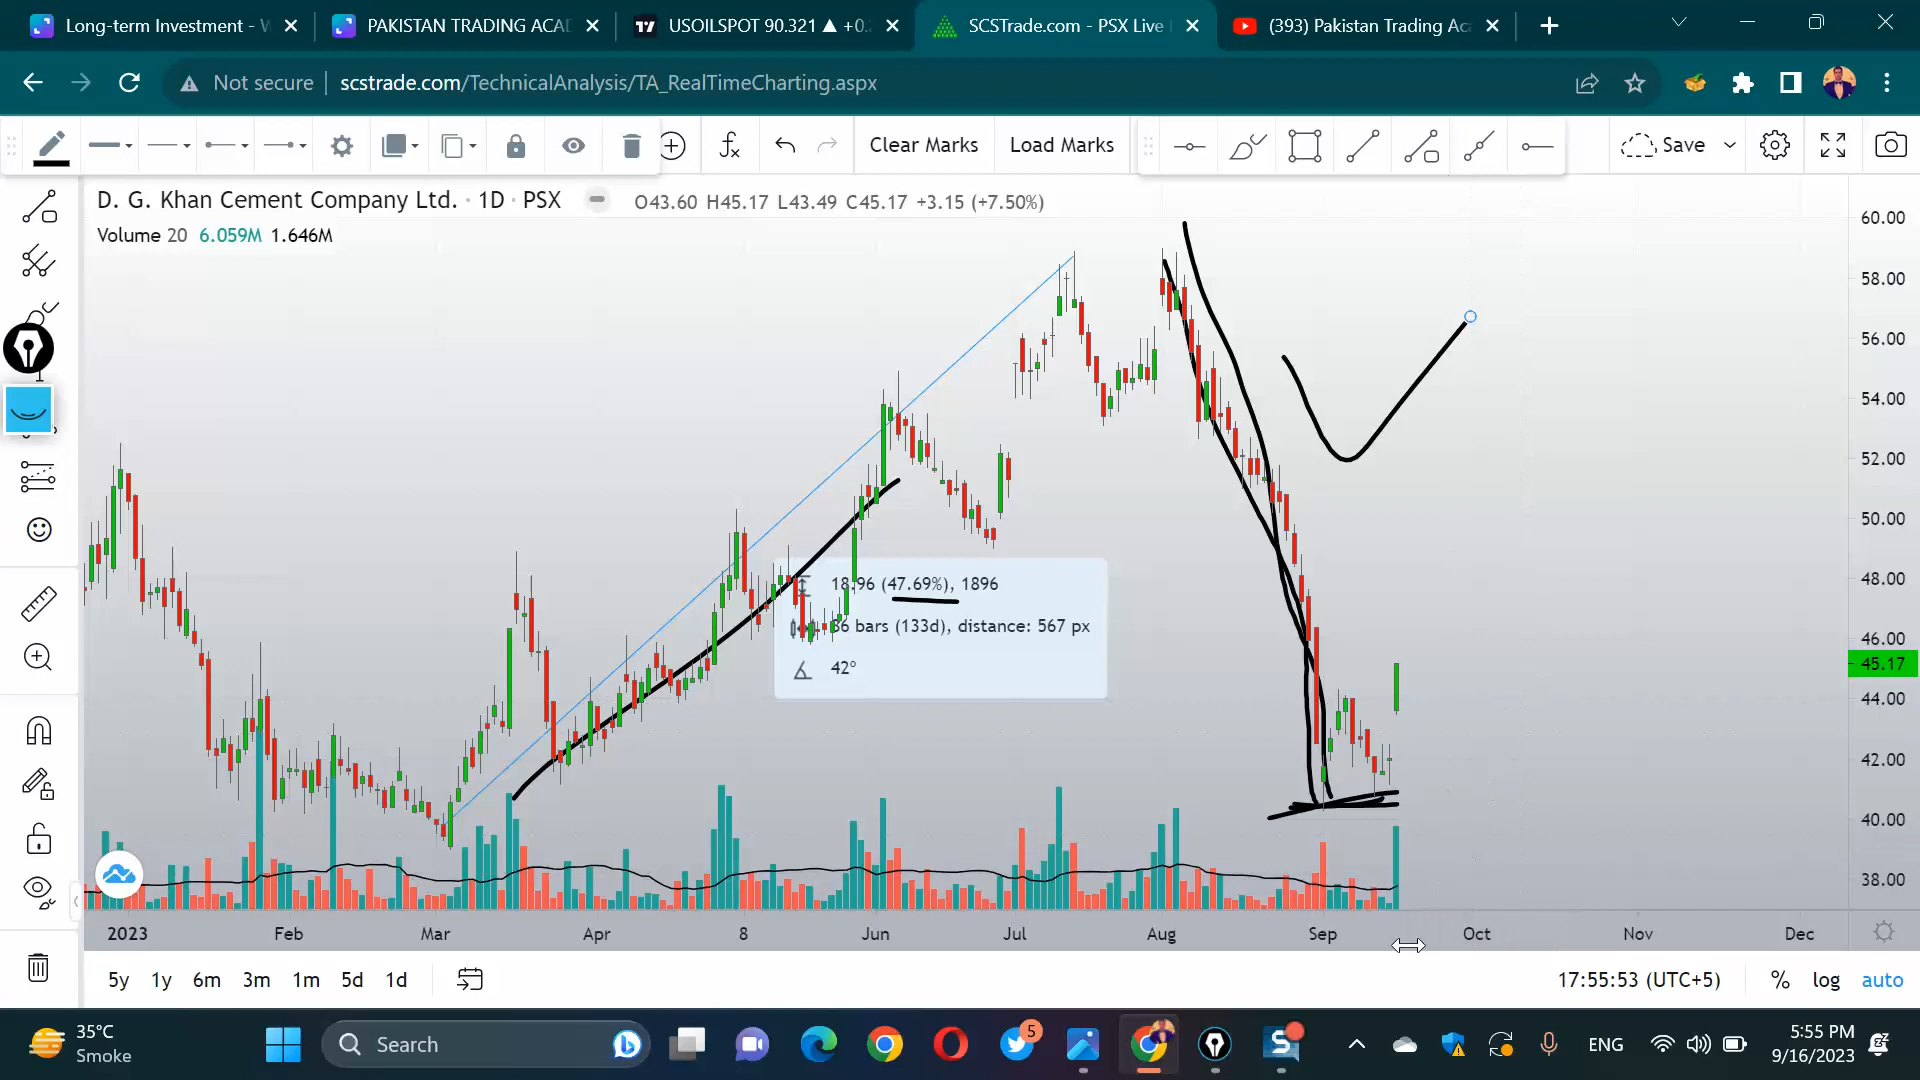 Long-term Investment - W
PAKISTAN TRADING ACAD
USOILSPOT 90.321 ▲ +0.
SCSTrade.com - PSX Live
(393) Pakistan Trading Aca
Not secure
scstrade.com/TechnicalAnalysis/TA_RealTimeCharting.aspx
Clear Marks
Load Marks
Save
D. G. Khan Cement Company Ltd. · 1D · PSX
O43.60 H45.17 L43.49 C45.17 +3.15 (+7.50%)
Volume 20 6.059M 1.646M
60.00
58.00
56.00
54.00
52.00
50.00
48.00
46.00
45.17
44.00
42.00
40.00
38.00
18.96 (47.69%), 1896
86 bars (133d), distance: 567 px
42°
2023 Feb Mar Apr 8 Jun Jul Aug Sep Oct Nov Dec
5y 1y 6m 3m 1m 5d 1d
17:55:53 (UTC+5)
% log auto
35°C
Smoke
Search
5
ENG
5:55 PM
9/16/2023